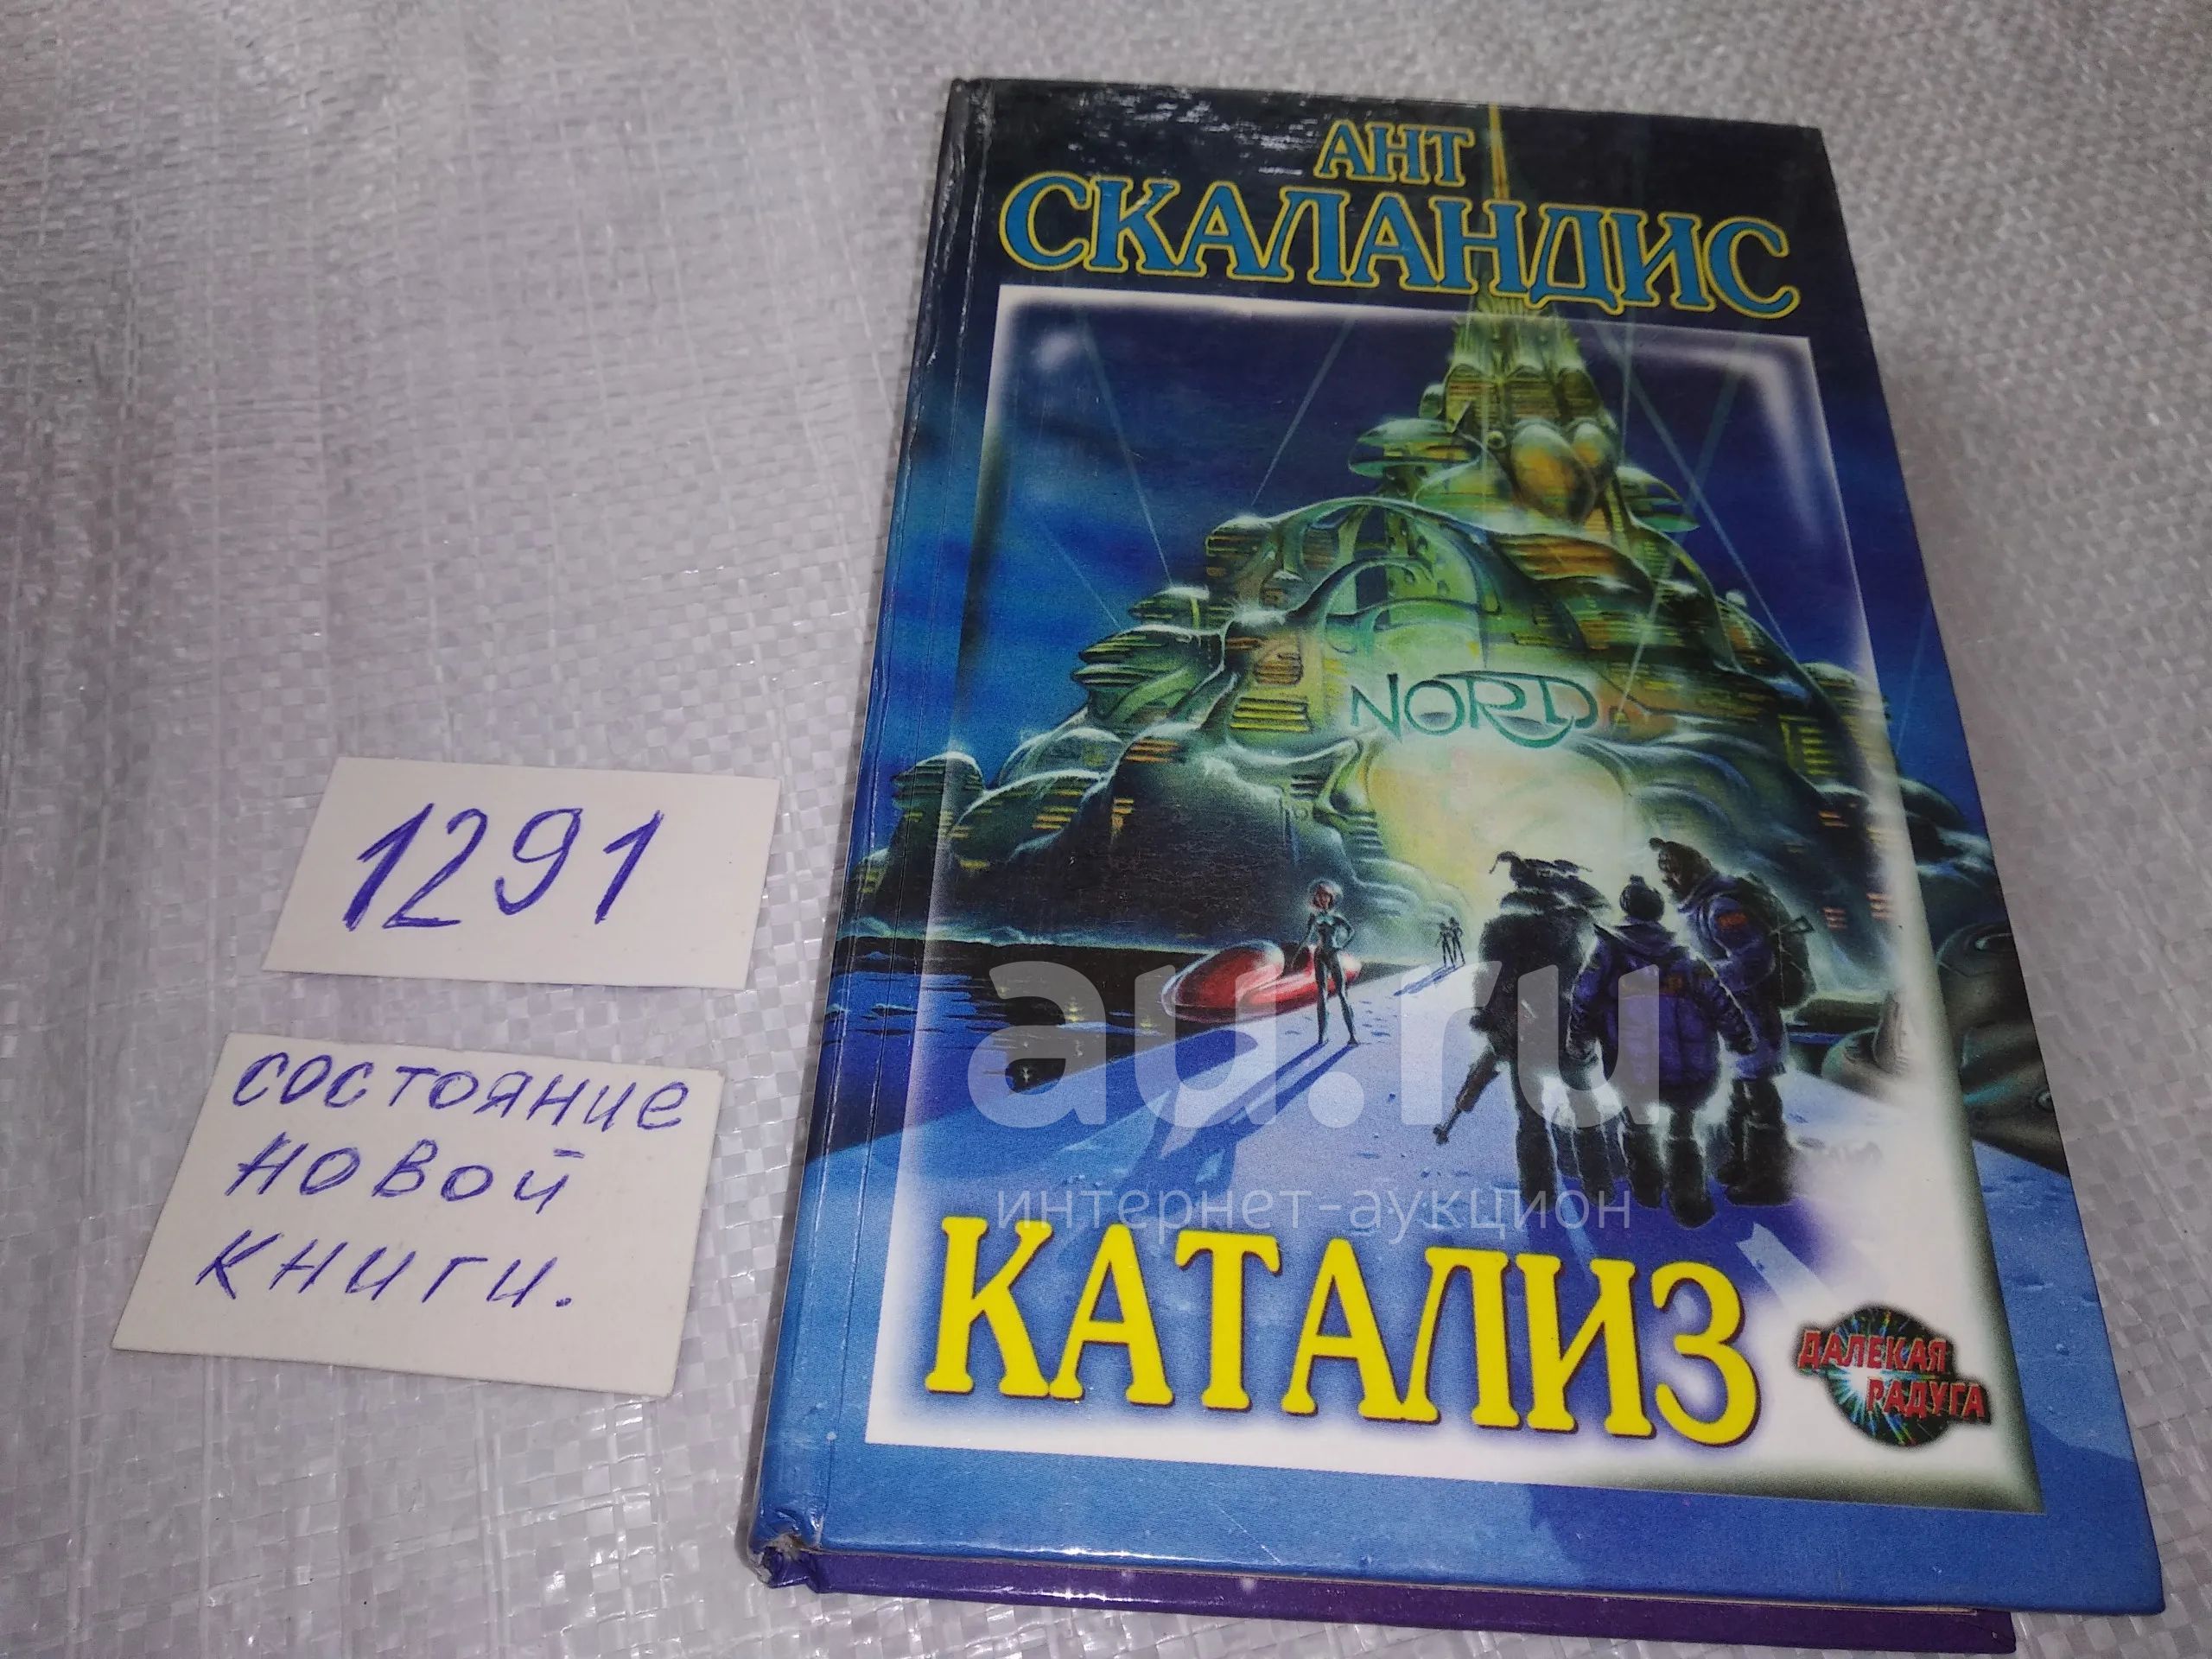 АНТ
СКАЛАНДИС
NORD
1291
состояние
новой
книги.
au.ru
интернет-аукцион
КАТАЛИЗ
ДАЛЕКАЯ
РАДУГА